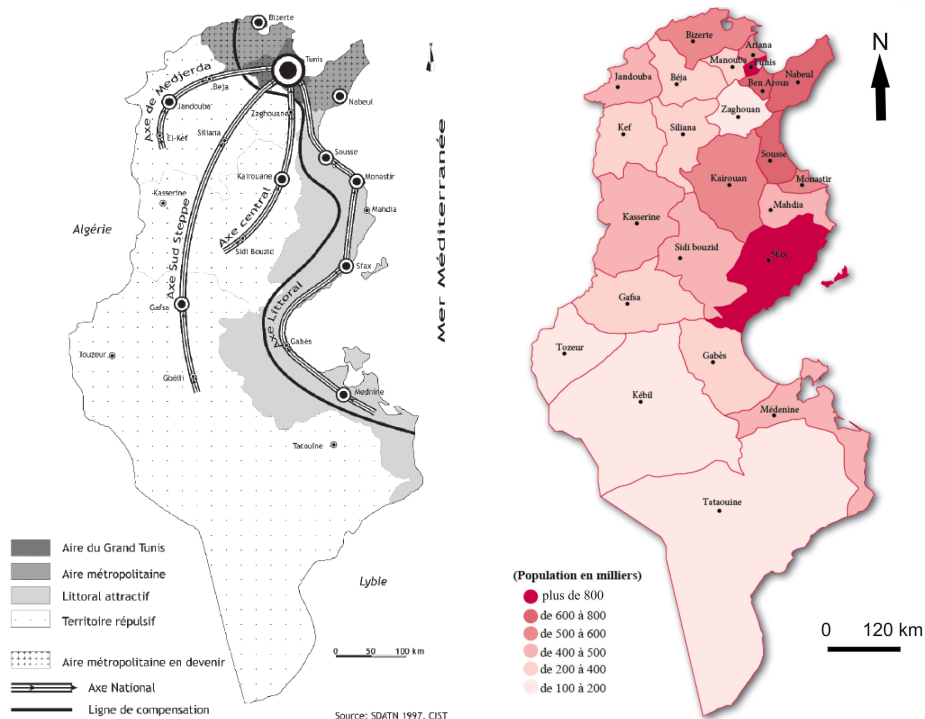 Bizerte
Tunis
Beja
Nabeul
Axe de Medjerda
Jandouba
Zaghouane
El-Kéf
Siliana
Sousse
Kairouane
Monastir
Kasserine
Mahdia
Axe central
Algérie
Sidi Bouzid
Axe Sud Steppe
Sfax
Mer Méditerranée
Gafsa
Axe Littoral
Gabès
Touzeur
Gbéili
Mednine
Tatouine
Lybie
Aire du Grand Tunis
Aire métropolitaine
Littoral attractif
Territoire répulsif
Aire métropolitaine en devenir
Axe National
Ligne de compensation
0 50 100 km
Source: SDATN 1997, CIST
N
Bizerte
Ariana
Manouba
Tunis
Jandouba
Béja
Ben Arous
Nabeul
Zaghouan
Kef
Siliana
Sousse
Kairouan
Monastir
Mahdia
Kasserine
Sidi bouzid
Sfax
Gafsa
Tozeur
Gabès
Kébil
Médenine
Tataouine
(Population en milliers)
plus de 800
de 600 à 800
de 500 à 600
de 400 à 500
de 200 à 400
de 100 à 200
0 120 km